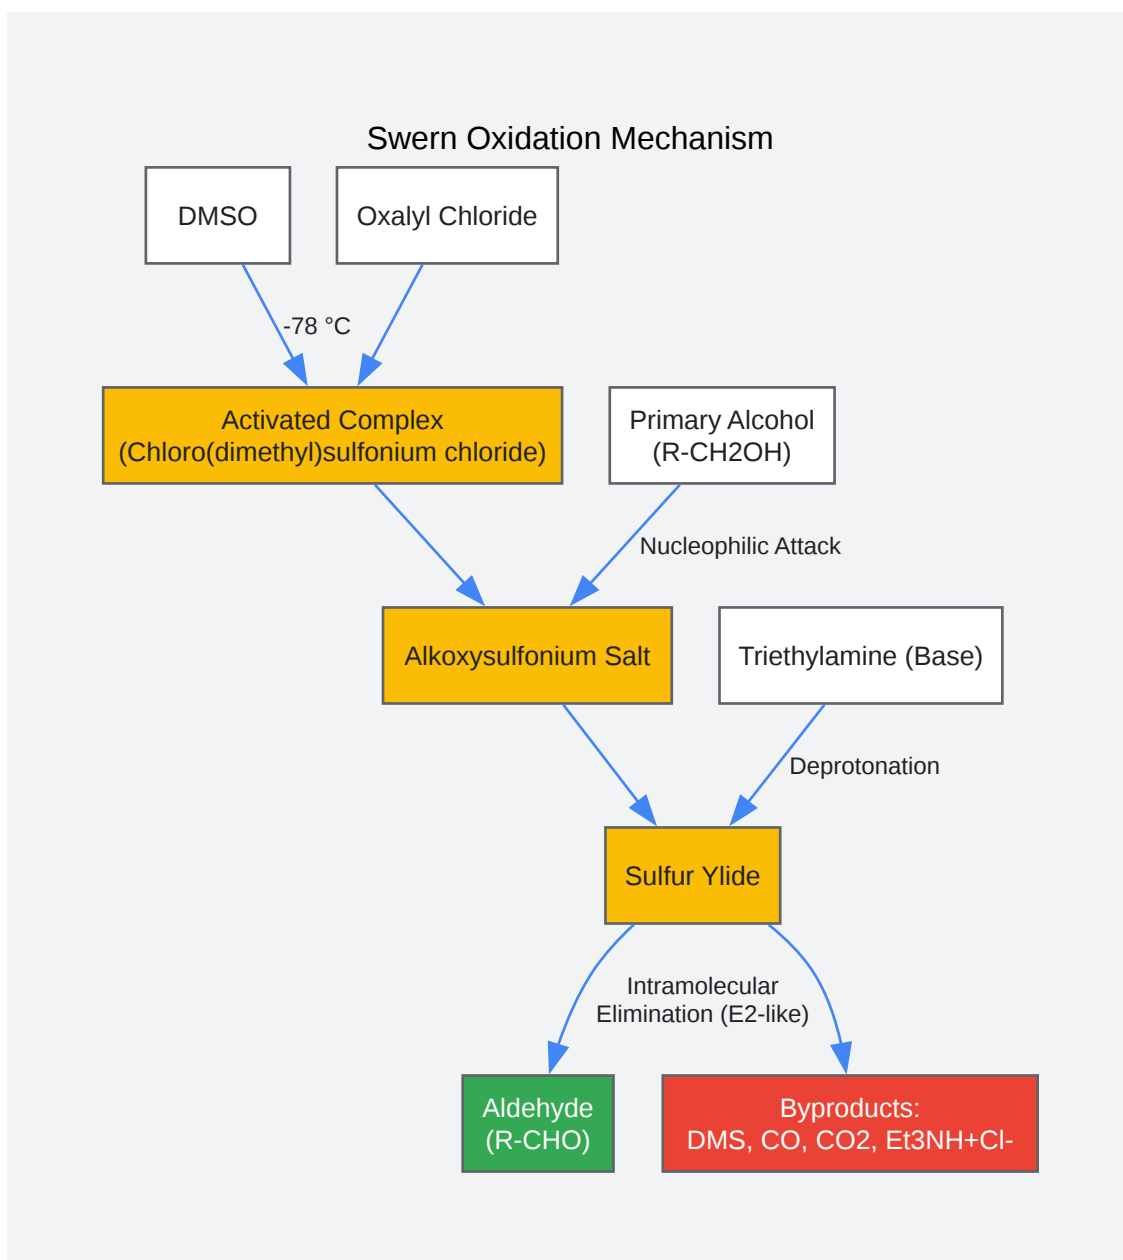 Swern Oxidation Mechanism
DMSO
Oxalyl Chloride
-78 °C
Activated Complex
(Chloro(dimethyl)sulfonium chloride)
Primary Alcohol
(R-CH2OH)
Nucleophilic Attack
Alkoxysulfonium Salt
Triethylamine (Base)
Deprotonation
Sulfur Ylide
Intramolecular
Elimination (E2-like)
Aldehyde
(R-CHO)
Byproducts:
DMS, CO, CO2, Et3NH+Cl-